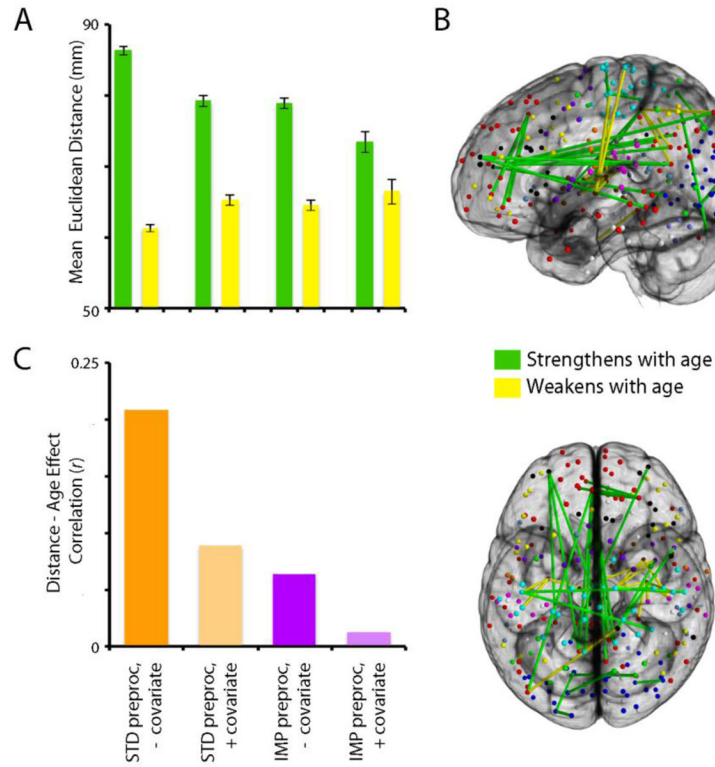 A
90
Mean Euclidean Distance (mm)
50
B
C
0.25
Distance - Age Effect
Correlation (r)
0
STD preproc,
- covariate
STD preproc,
+ covariate
IMP preproc,
- covariate
IMP preproc,
+ covariate
Strengthens with age
Weakens with age